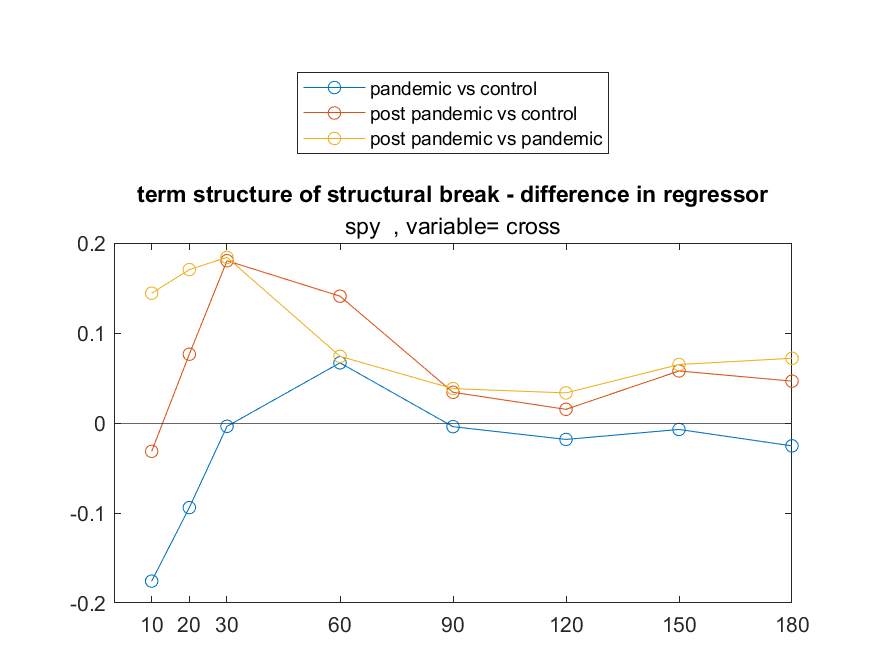 pandemic vs control
post pandemic vs control
post pandemic vs pandemic
term structure of structural break - difference in regressor
spy , variable= cross
0.2
0.1
0
-0.1
-0.2
10 20 30 60 90 120 150 180